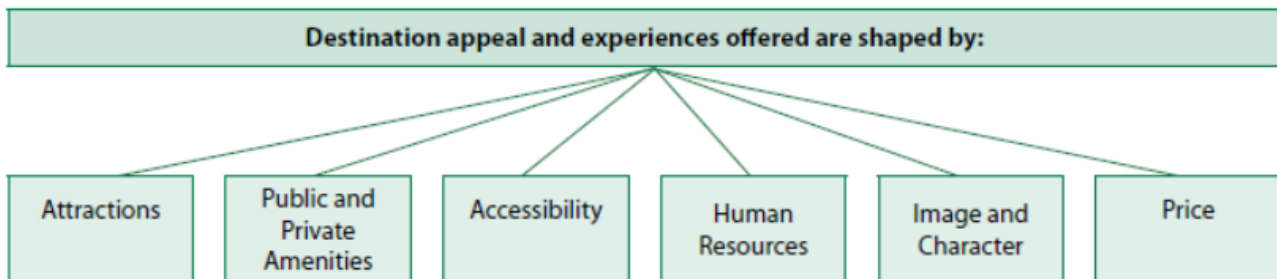 Destination appeal and experiences offered are shaped by:
Attractions
Public and
Private
Amenities
Accessibility
Human
Resources
Image and
Character
Price